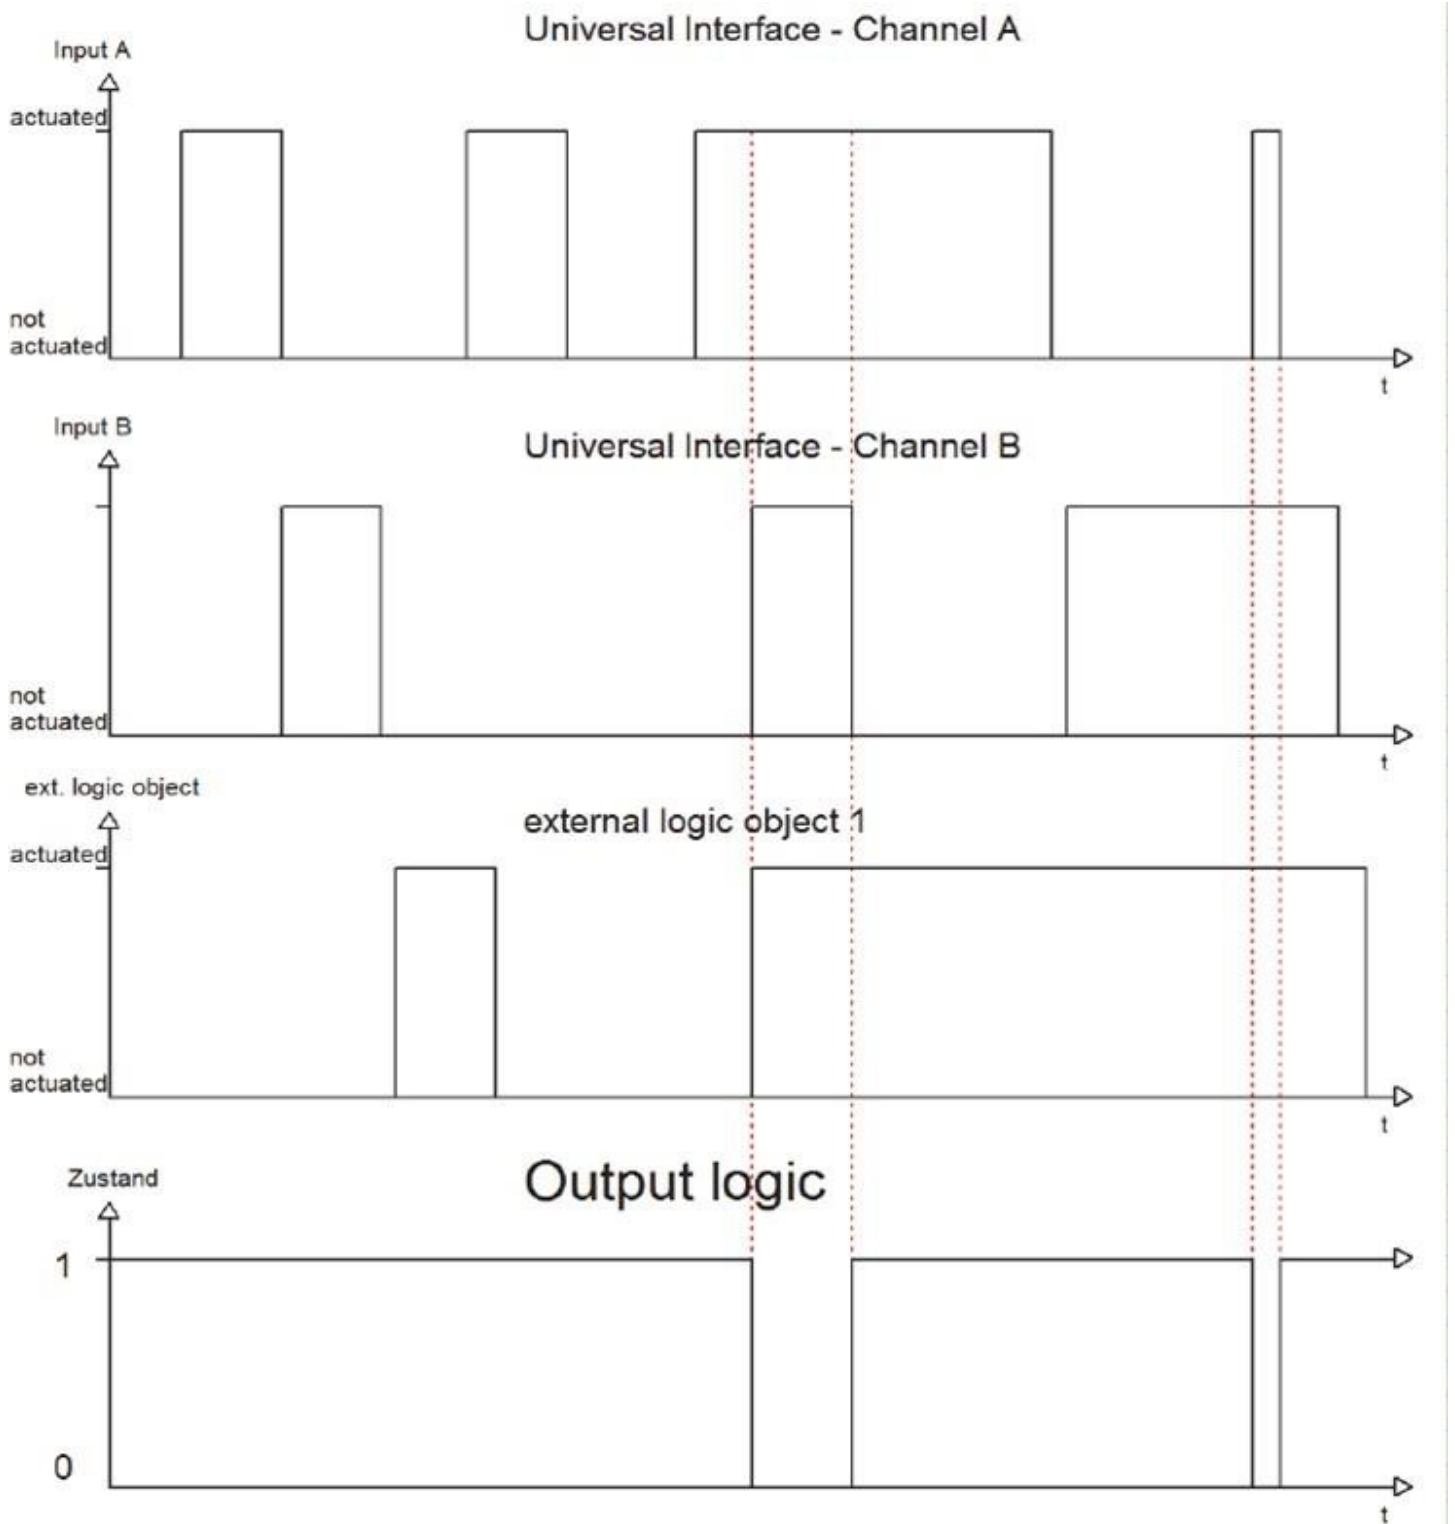 Universal Interface - Channel A
Input A
actuated
not
actuated
t
Input B
Universal Interface - Channel B
not
actuated
t
ext. logic object
external logic object 1
actuated
not
actuated
t
Zustand
Output logic
1
0
t